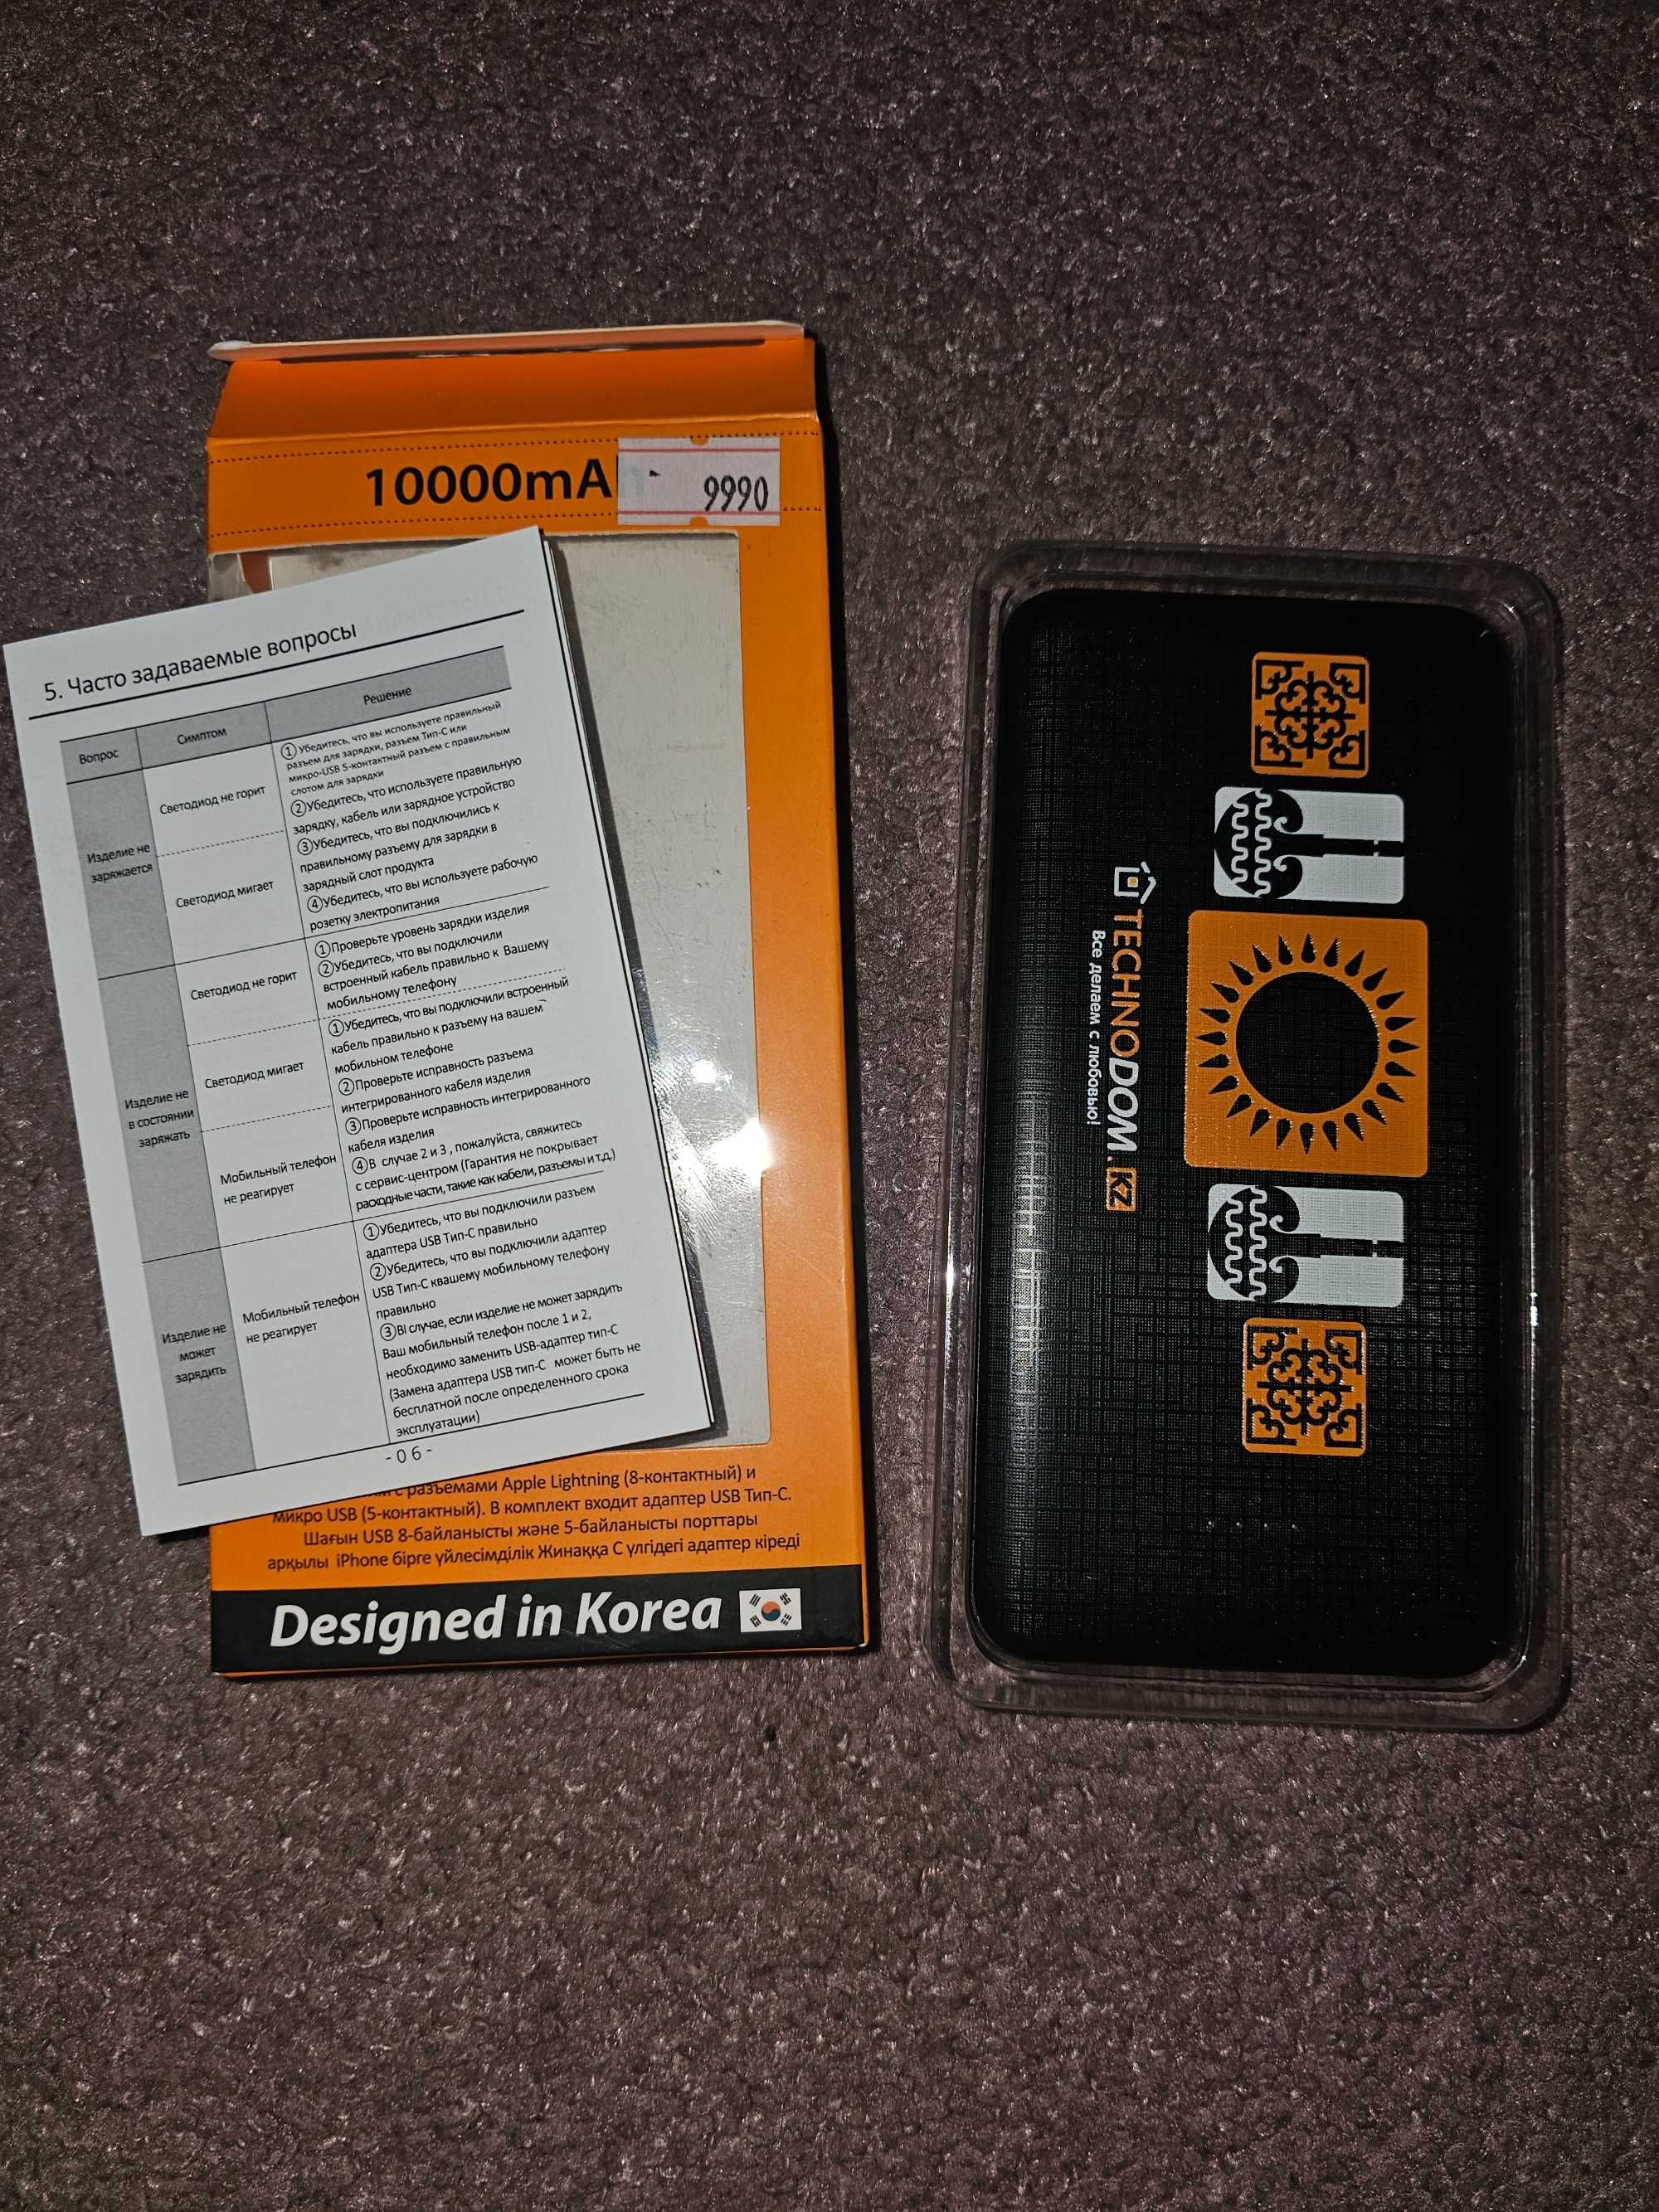 10000mA
9990
5. Часто задаваемые вопросы
Вопрос
Симптом
Решение
Изделие не
заряжается
Светодиод не горит
Светодиод мигает
①Убедитесь, что вы используете правильный
разъем для зарядки, разъем Тип-С или
микро-USB 5-контактный разъем с правильным
слотом для зарядки
②Убедитесь, что используете правильную
зарядку, кабель или зарядное устройство
③Убедитесь, что вы подключились к
правильному разъему для зарядки в
зарядный слот продукта
④Убедитесь, что вы используете рабочую
розетку электропитания
Изделие не
в состоянии
заряжать
Светодиод не горит
①Проверьте уровень зарядки изделия
②Убедитесь, что вы подключили
встроенный кабель правильно к Вашему
мобильному телефону
Светодиод мигает
Мобильный телефон
не реагирует
①Убедитесь, что вы подключили встроенный
кабель правильно к разъему на вашем
мобильном телефоне
②Проверьте исправность разъема
интегрированного кабеля изделия
③Проверьте исправность интегрированного
кабеля изделия
④В случае 2 и 3 , пожалуйста, свяжитесь
с сервис-центром (Гарантия не покрывает
расходные части, такие как кабели, разъемы и т.д.)
Изделие не
может
зарядить
Мобильный телефон
не реагирует
①Убедитесь, что вы подключили разъем
адаптера USB Тип-С правильно
②Убедитесь, что вы подключили адаптер
USB Тип-С квашему мобильному телефону
правильно
③ВІ случае, если изделие не может зарядить
Ваш мобильный телефон после 1 и 2,
необходимо заменить USB-адаптер тип-С
(Замена адаптера USB тип-С может быть не
бесплатной после определенного срока
эксплуатации)
- 0 6 -
с разъемами Apple Lightning (8-контактный) и
микро USB (5-контактный). В комплект входит адаптер USB Тип-С.
Шағын USB 8-байланысты және 5-байланысты порттары
арқылы iPhone бірге үйлесімділік Жинаққа С үлгідегі адаптер кіреді
Designed in Korea
TECHNODOM.KZ
Все делаем с любовью!